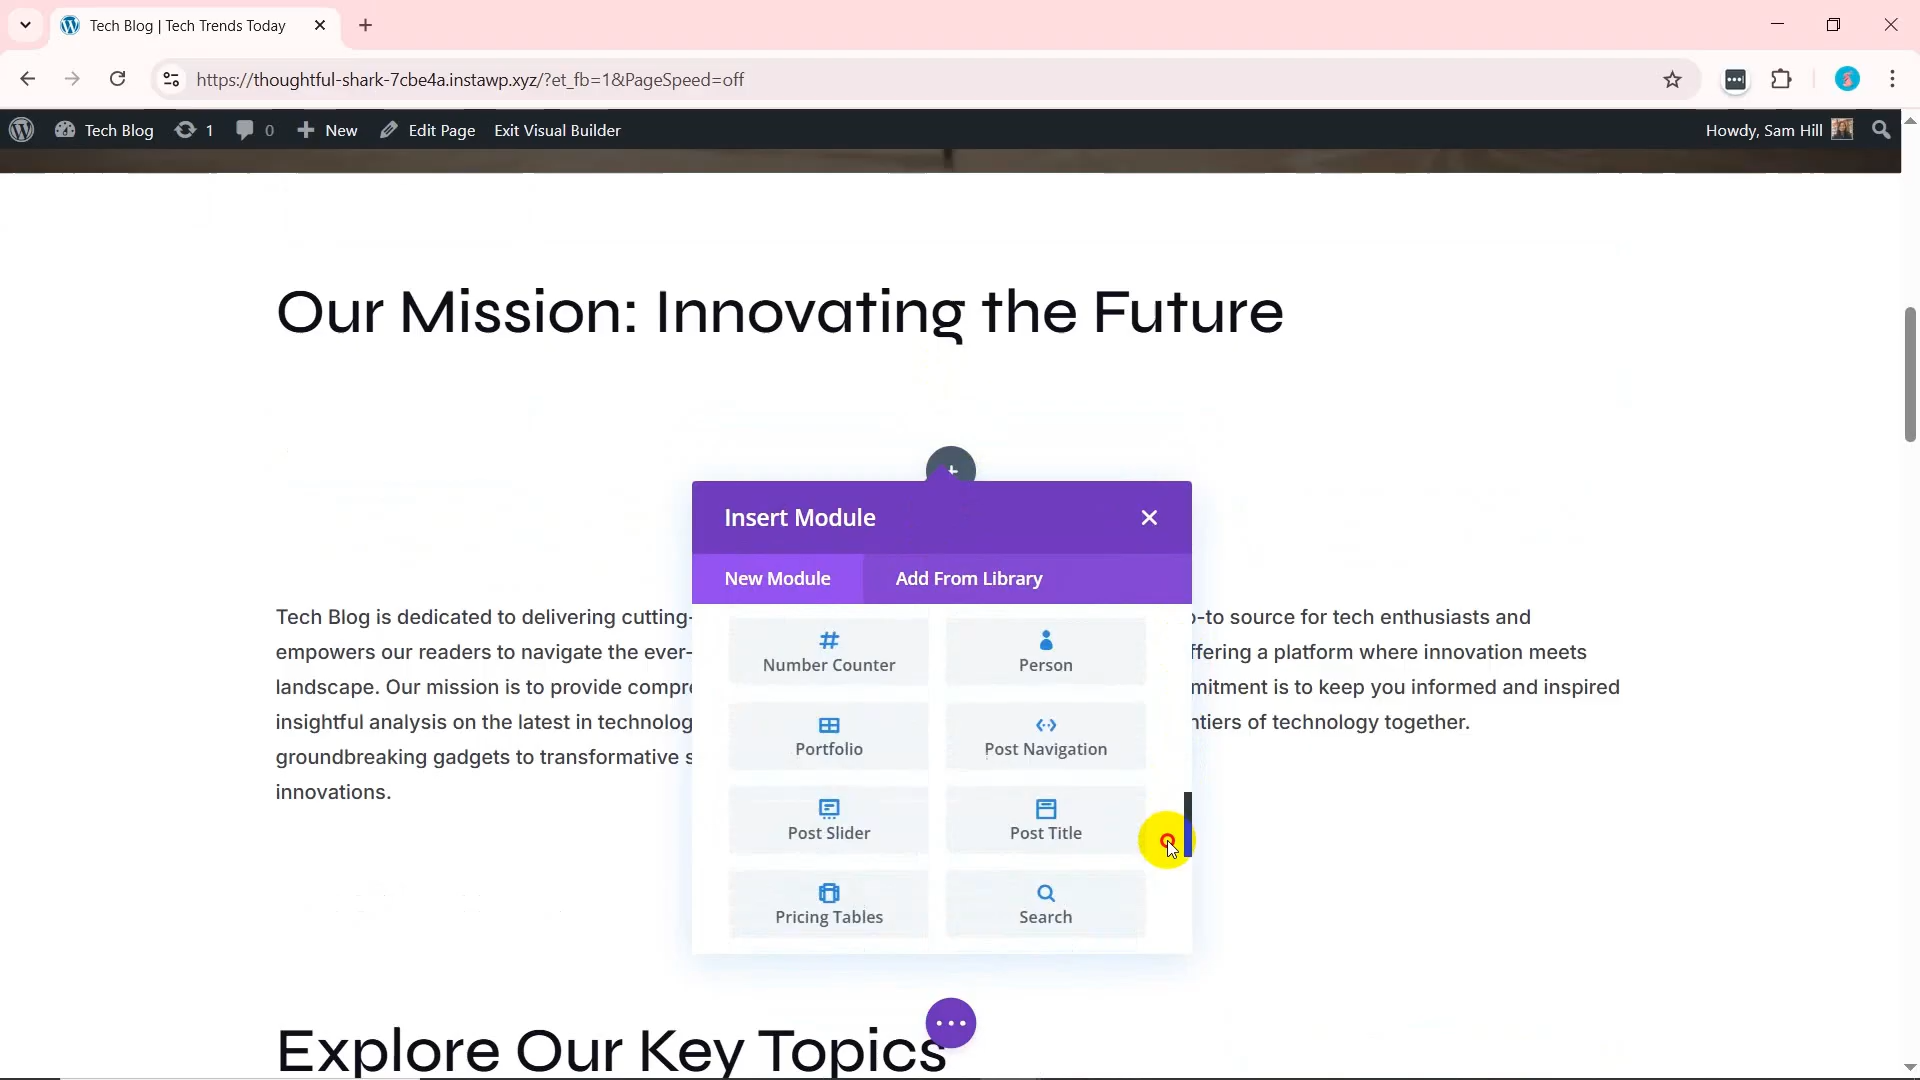 Tech Blog | Tech Trends Today
https://thoughtful-shark-7cbe4a.instawp.xyz/?et_fb=1&PageSpeed=off
Tech Blog 1 0 New Edit Page Exit Visual Builder Howdy, Sam Hill
Our Mission: Innovating the Future
Insert Module
New Module Add From Library
Tech Blog is dedicated to delivering cutting-
empowers our readers to navigate the ever-
landscape. Our mission is to provide compre
insightful analysis on the latest in technolog
groundbreaking gadgets to transformative s
innovations.
Number Counter Person
Portfolio Post Navigation
Post Slider Post Title
Pricing Tables Search
-to source for tech enthusiasts and
ffering a platform where innovation meets
mitment is to keep you informed and inspired
ntiers of technology together.
Explore Our Key Topics